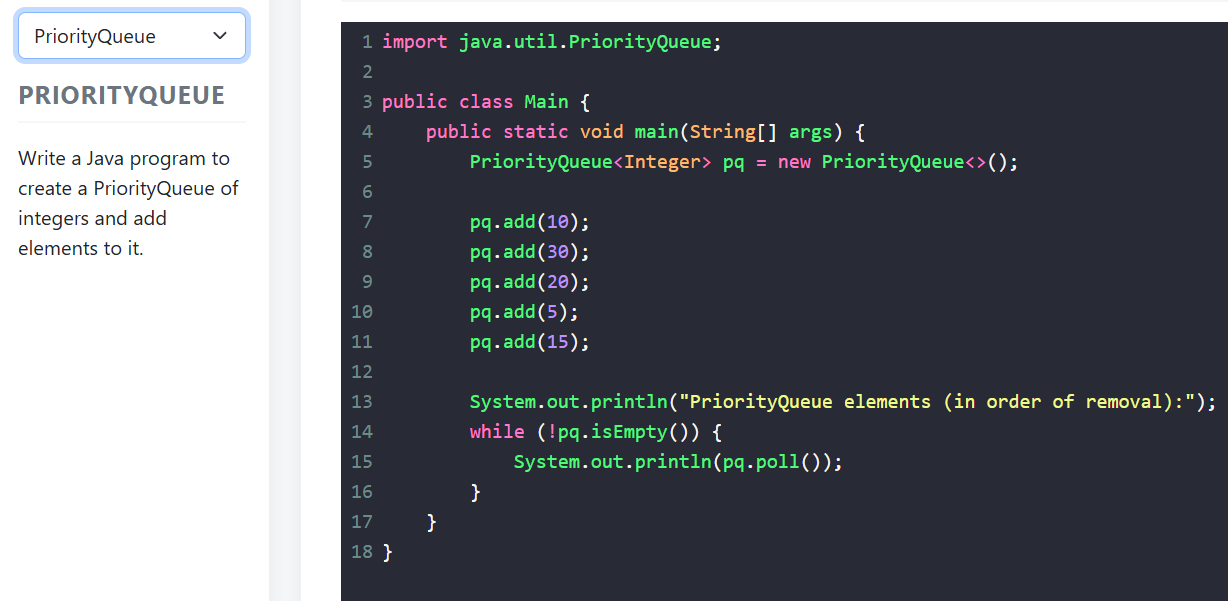 PriorityQueue
PRIORITYQUEUE
Write a Java program to
create a PriorityQueue of
integers and add
elements to it.
1 import java.util.PriorityQueue;
2
3 public class Main {
4     public static void main(String[] args) {
5         PriorityQueue<Integer> pq = new PriorityQueue<>();
6
7         pq.add(10);
8         pq.add(30);
9         pq.add(20);
10         pq.add(5);
11         pq.add(15);
12
13         System.out.println("PriorityQueue elements (in order of removal):");
14         while (!pq.isEmpty()) {
15             System.out.println(pq.poll());
16         }
17     }
18 }